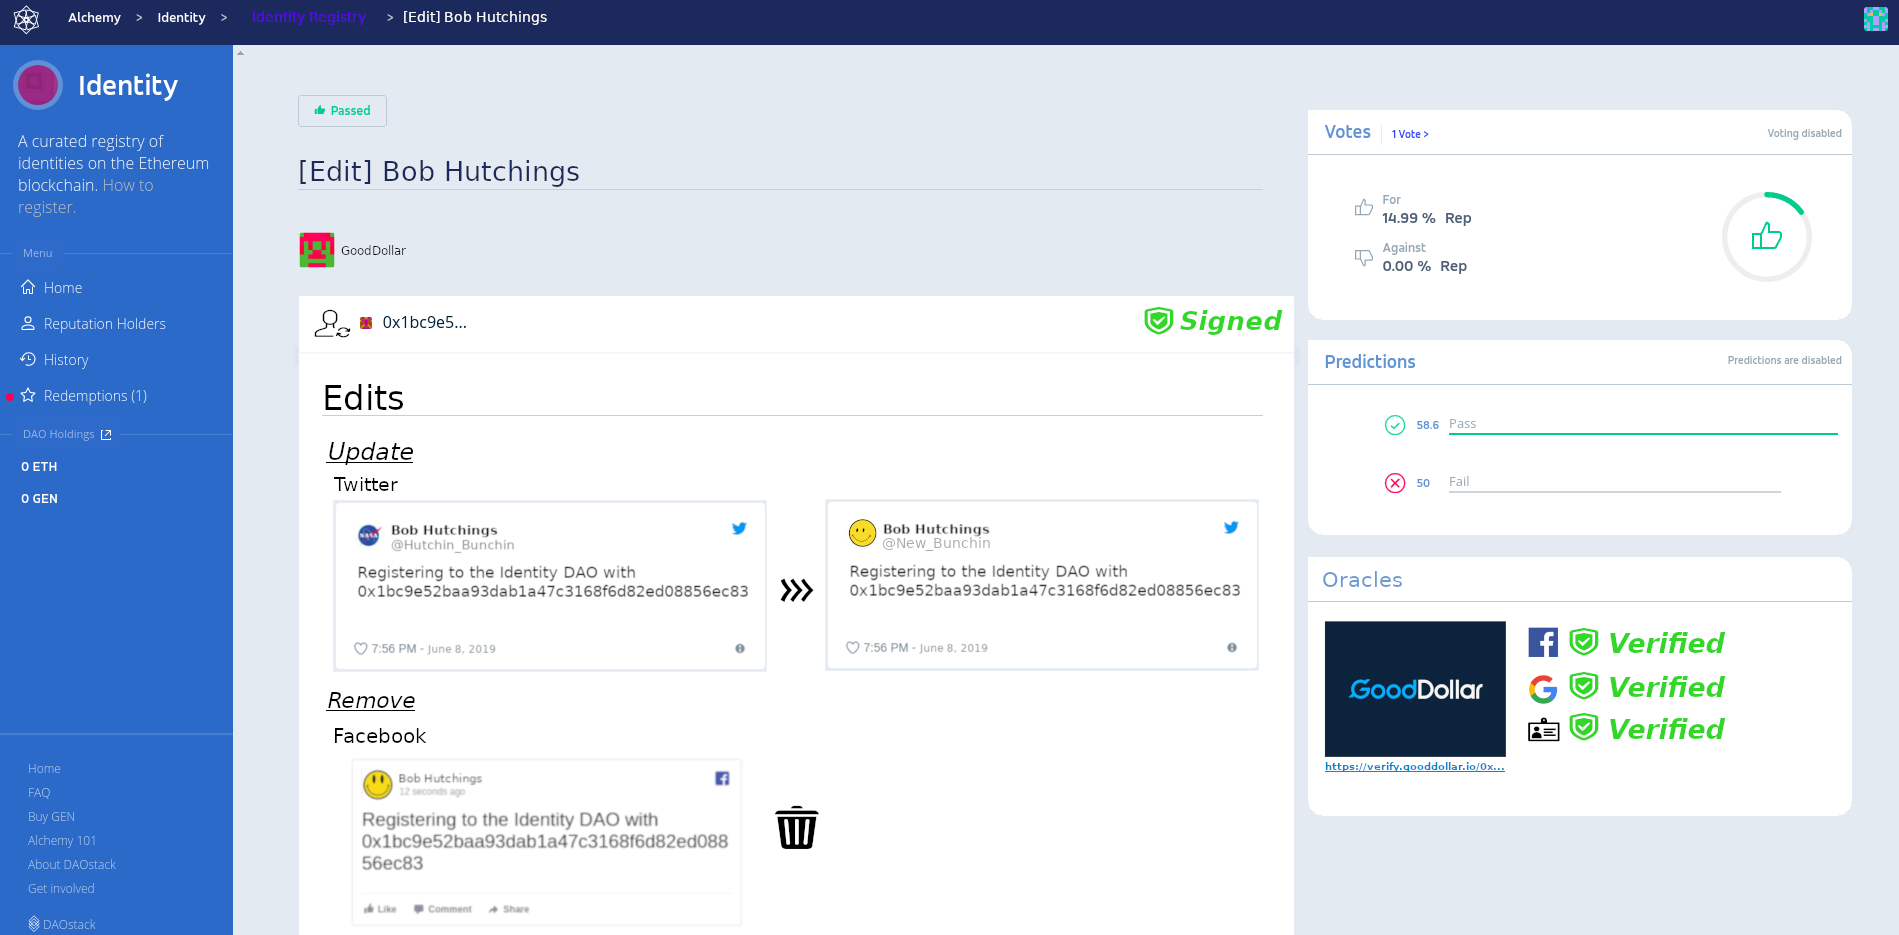 Alchemy > Identity > Identity Registry > [Edit] Bob Hutchings
Identity
A curated registry of
identities on the Ethereum
blockchain. How to
register.
Menu
Home
Reputation Holders
History
Redemptions (1)
DAO Holdings
0 ETH
0 GEN
Home
FAQ
Buy GEN
Alchemy 101
About DAOstack
Get involved
DAOstack
Passed
[Edit] Bob Hutchings
GoodDollar
0x1bc9e5...
Signed
Edits
Update
Twitter
Bob Hutchings
@Hutchin_Bunchin
Registering to the Identity DAO with
0x1bc9e52baa93dab1a47c3168f6d82ed08856ec83
7:56 PM - June 8, 2019
Bob Hutchings
@New_Bunchin
Registering to the Identity DAO with
0x1bc9e52baa93dab1a47c3168f6d82ed08856ec83
7:56 PM - June 8, 2019
Remove
Facebook
Bob Hutchings
12 seconds ago
Registering to the Identity DAO with
0x1bc9e52baa93dab1a47c3168f6d82ed088
56ec83
Like Comment Share
Votes 1 Vote > Voting disabled
For
14.99 % Rep
Against
0.00 % Rep
Predictions Predictions are disabled
58.6 Pass
50 Fail
Oracles
GoodDollar
https://verify.gooddollar.io/0x...
Verified
Verified
Verified